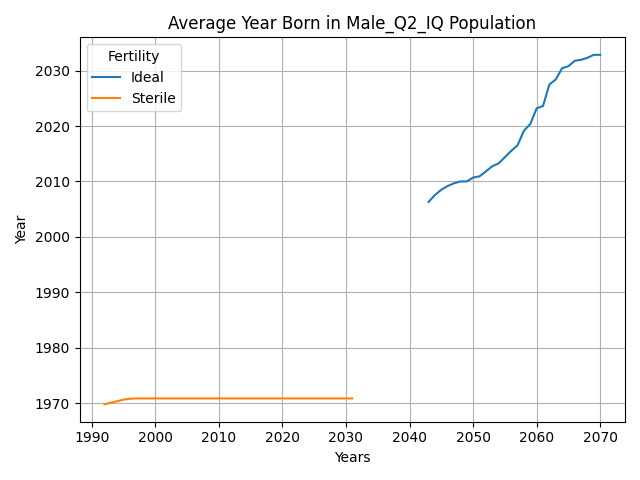 Average Year Born in Male_Q2_IQ Population
Fertility
Ideal
Sterile
Year
2030
2020
2010
2000
1990
1980
1970
1990 2000 2010 2020 2030 2040 2050 2060 2070
Years